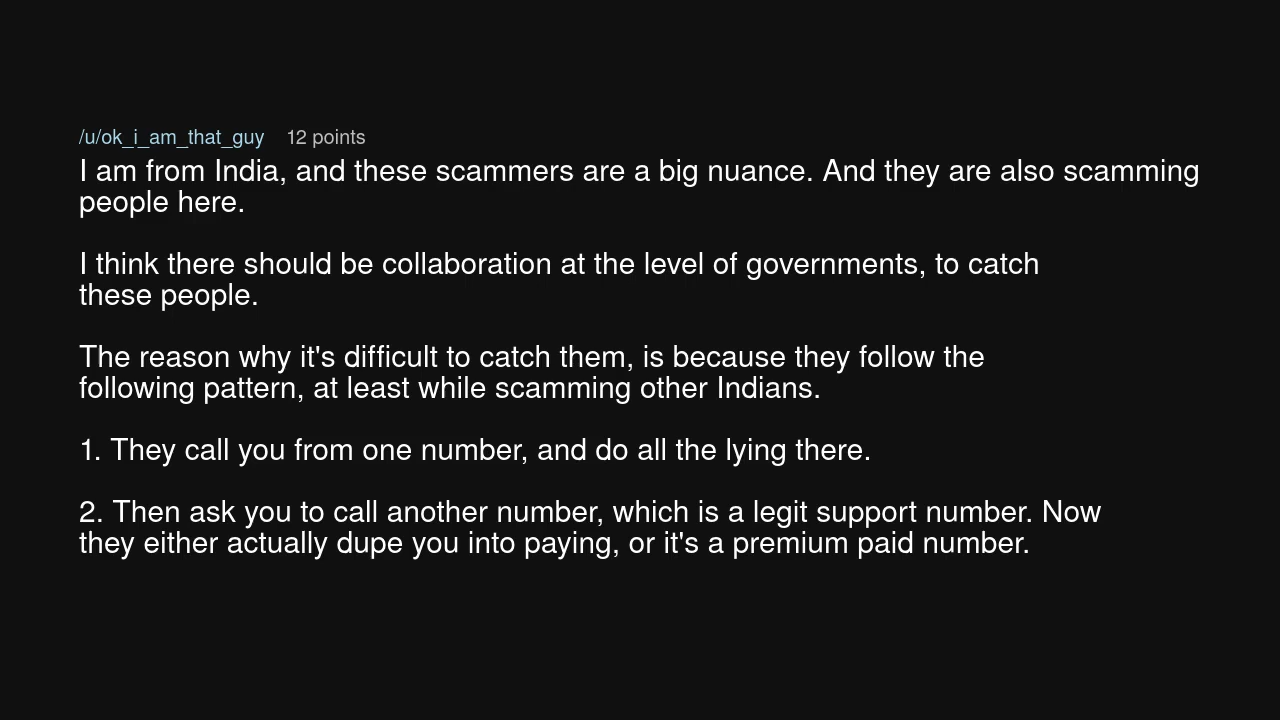 /u/ok_i_am_that_guy 12 points
I am from India, and these scammers are a big nuance. And they are also scamming
people here.
I think there should be collaboration at the level of governments, to catch
these people.
The reason why it's difficult to catch them, is because they follow the
following pattern, at least while scamming other Indians.
1. They call you from one number, and do all the lying there.
2. Then ask you to call another number, which is a legit support number. Now
they either actually dupe you into paying, or it's a premium paid number.